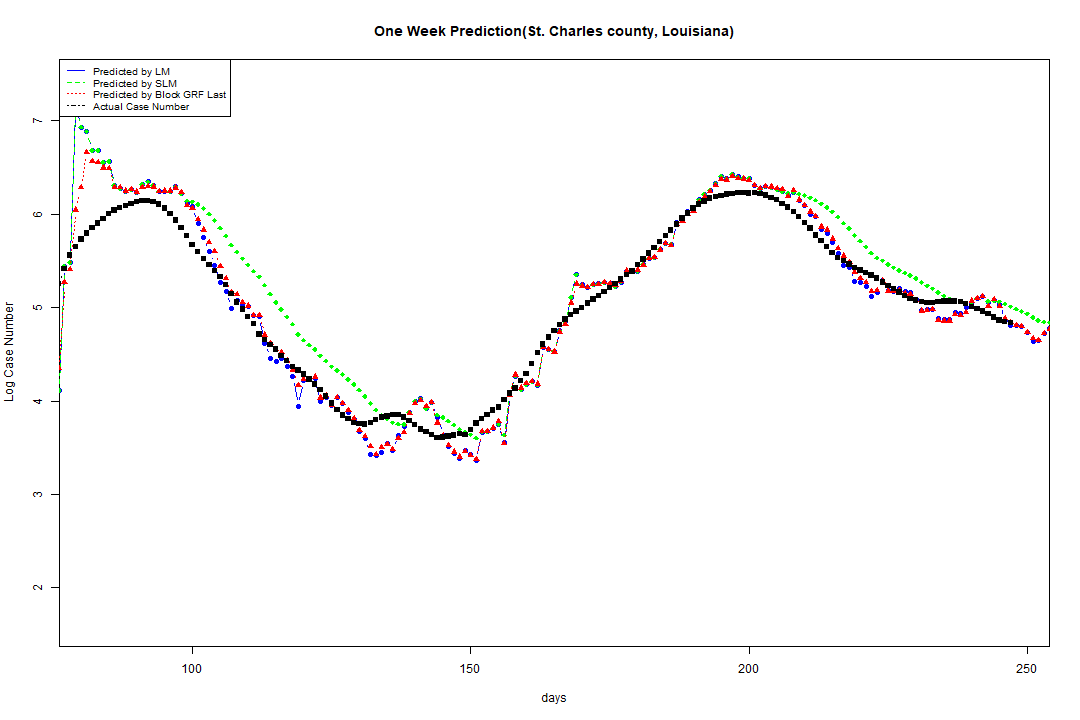 One Week Prediction(St. Charles county, Louisiana)
Predicted by LM
Predicted by SLM
Predicted by Block GRF Last
Actual Case Number
7
6
5
4
3
2
Log Case Number
100
150
200
250
days